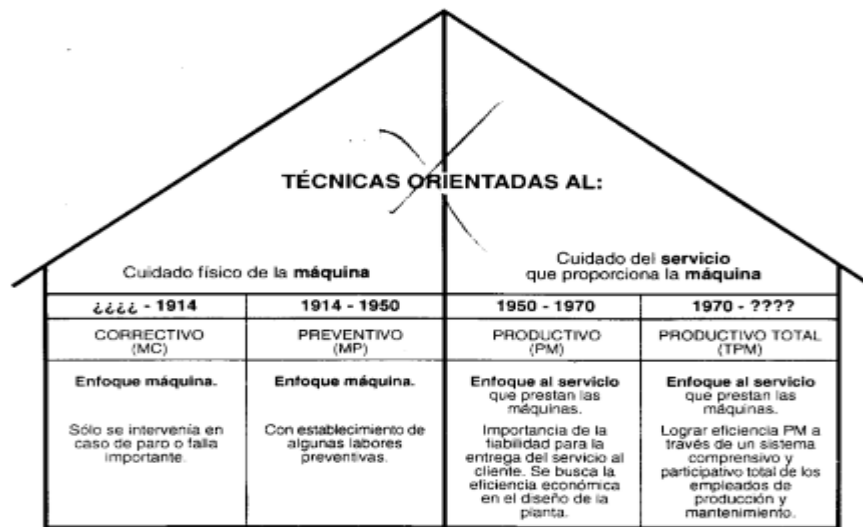 TÉCNICAS ORIENTADAS AL:
Cuidado físico de la máquina
Cuidado del servicio
que proporciona la máquina
¿¿¿¿ - 1914
1914 - 1950
1950 - 1970
1970 - ????
CORRECTIVO
(MC)
PREVENTIVO
(MP)
PRODUCTIVO
(PM)
PRODUCTIVO TOTAL
(TPM)
Enfoque máquina.
Sólo se intervenía en
caso de paro o falla
importante.
Enfoque máquina.
Con establecimiento de
algunas labores
preventivas.
Enfoque al servicio
que prestan las
máquinas.
Importancia de la
fiabilidad para la
entrega del servicio al
cliente. Se busca la
eficiencia económica
en el diseño de la
planta.
Enfoque al servicio
que prestan las
máquinas.
Lograr eficiencia PM a
través de un sistema
comprensivo y
participativo total de los
empleados de
producción y
mantenimiento.